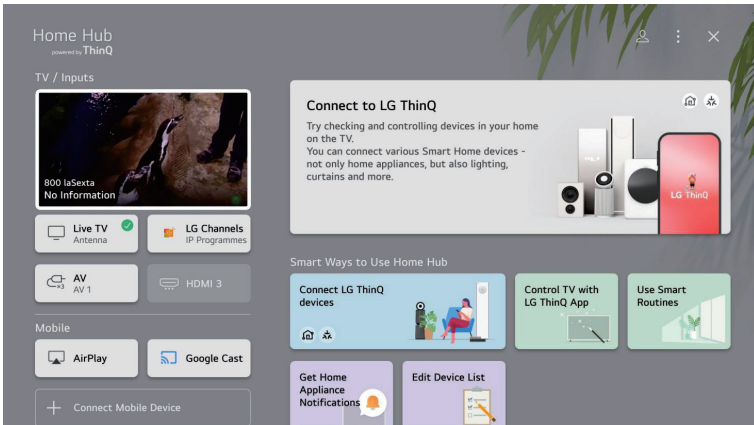 Home Hub
powered by ThinQ
TV / Inputs
800 laSexta
No Information
Live TV
Antenna
LG Channels
IP Programmes
×3
AV
AV 1
HDMI 3
Mobile
AirPlay
Google Cast
Connect Mobile Device
Connect to LG ThinQ
Try checking and controlling devices in your home
on the TV.
You can connect various Smart Home devices -
not only home appliances, but also lighting,
curtains and more.
LG ThinQ
Smart Ways to Use Home Hub
Connect LG ThinQ
devices
Control TV with
LG ThinQ App
Use Smart
Routines
Get Home
Appliance
Notifications
Edit Device List